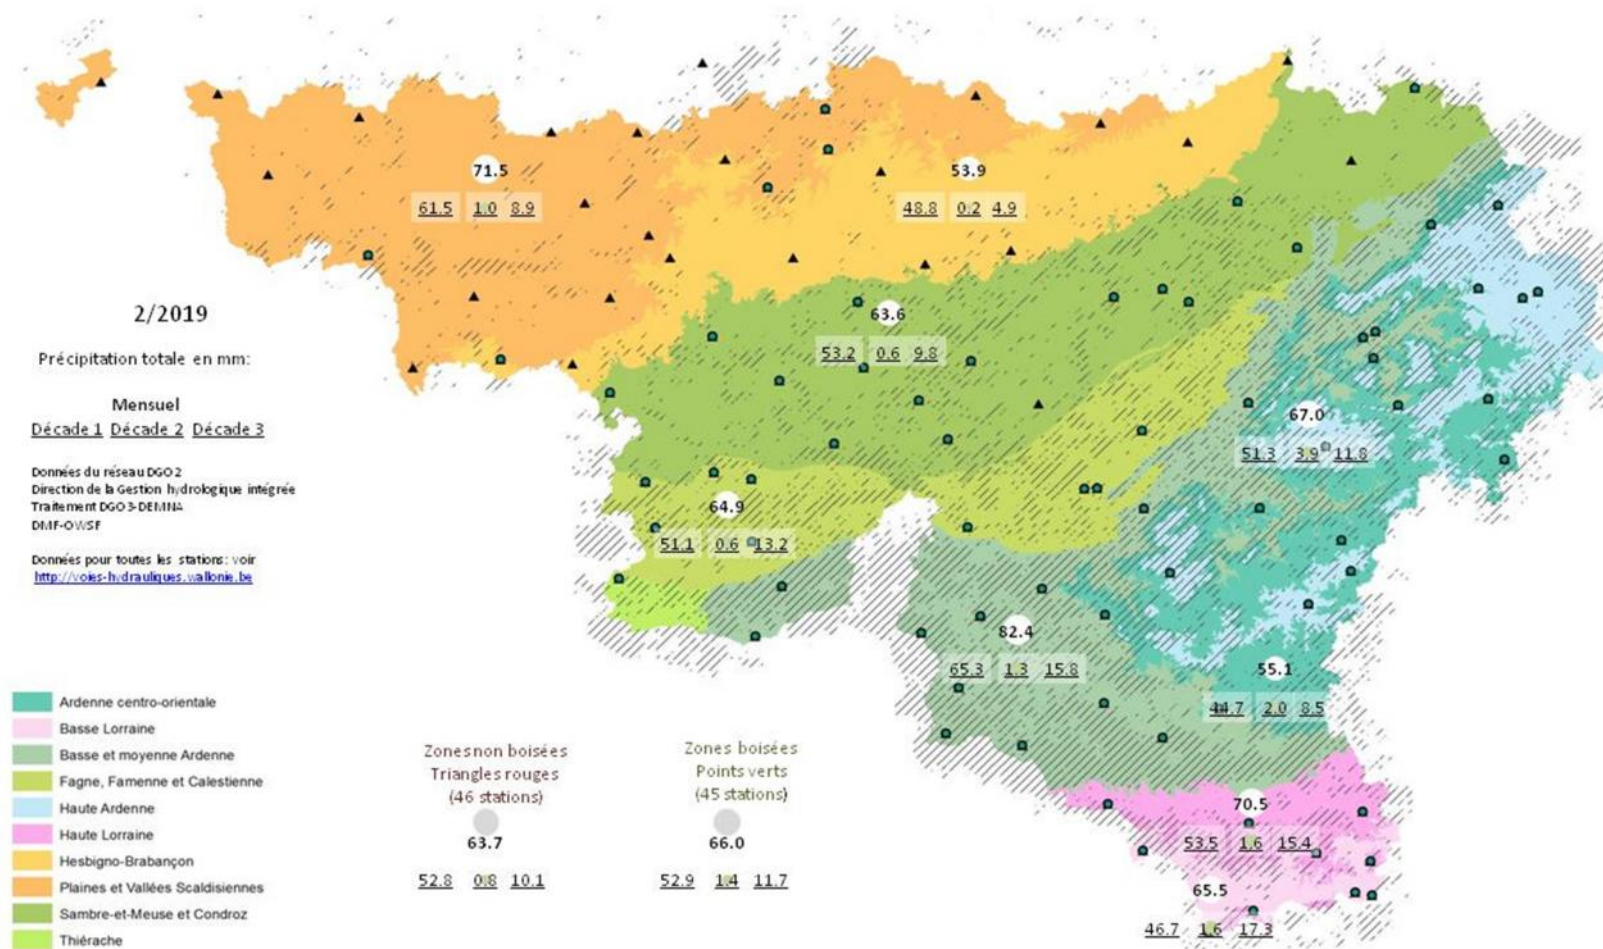 71.5
61.5 1.0 8.9
53.9
48.8 0.2 4.9
63.6
53.2 0.6 9.8
2/2019
Précipitation totale en mm:
Mensuel
Décade 1 Décade 2 Décade 3
Données du réseau DGO2
Direction de la Gestion hydrologique intégrée
Traitement DGO3-DEMNA
DMF-OWSF
Données pour toutes les stations: voir
http://voies-hydrauliques.wallonie.be
67.0
51.3 3.9 11.8
64.9
51.1 0.6 13.2
82.4
65.3 1.3 15.8
55.1
44.7 2.0 8.5
70.5
53.5 1.6 15.4
65.5
46.7 1.6 17.3
Ardenne centro-orientale
Basse Lorraine
Basse et moyenne Ardenne
Fagne, Famenne et Calestienne
Haute Ardenne
Haute Lorraine
Hesbigno-Brabançon
Plaines et Vallées Scaldisiennes
Sambre-et-Meuse et Condroz
Thiérache
Zones non boisées
Triangles rouges
(46 stations)
63.7
52.8 0.8 10.1
Zones boisées
Points verts
(45 stations)
66.0
52.9 1.4 11.7